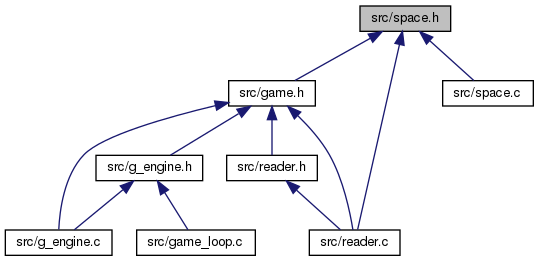 src/space.h
src/game.h
src/space.c
src/g_engine.h
src/reader.h
src/g_engine.c
src/game_loop.c
src/reader.c